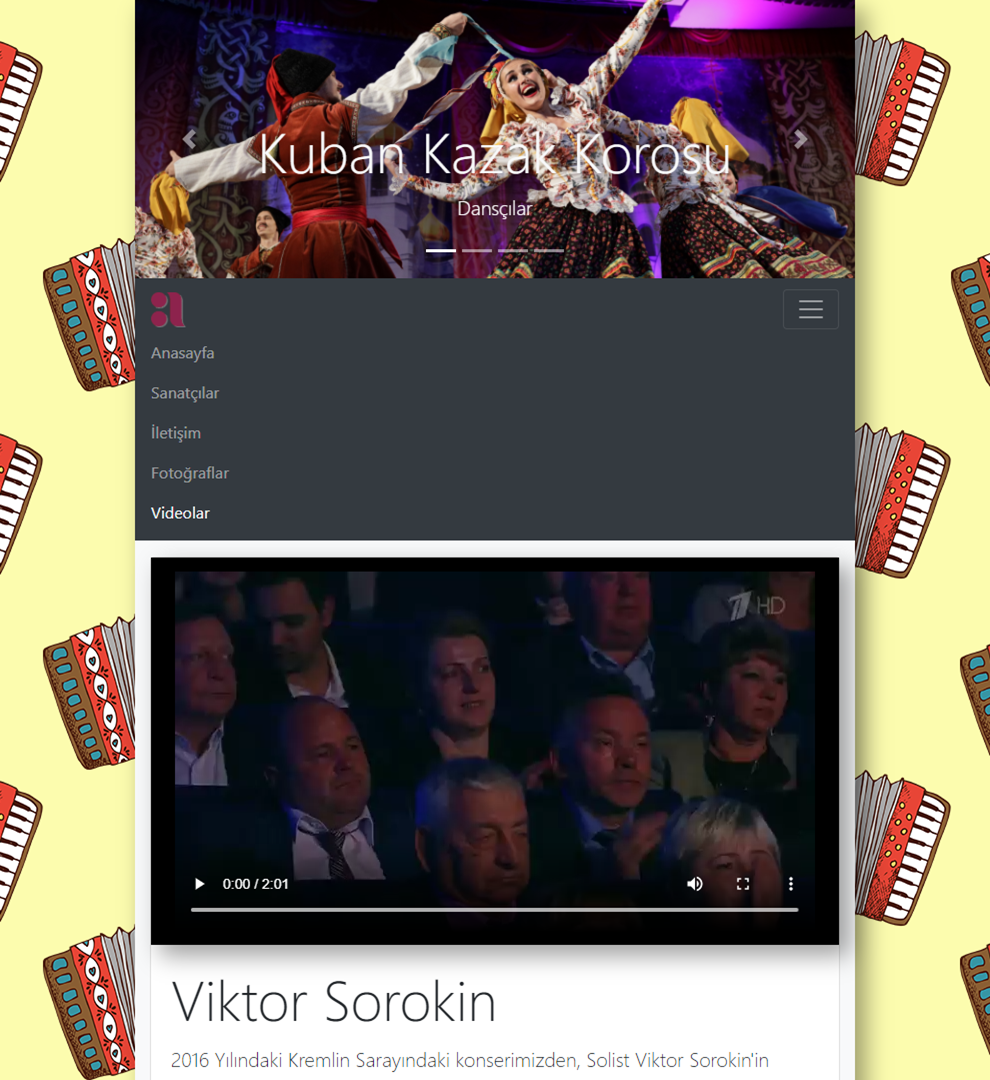 Kuban Kazak Korosu
Dansçılar
a
Anasayfa
Sanatçılar
İletişim
Fotoğraflar
Videolar
1 HD
0:00 / 2:01
Viktor Sorokin
2016 Yılındaki Kremlin Sarayındaki konserimizden, Solist Viktor Sorokin'in